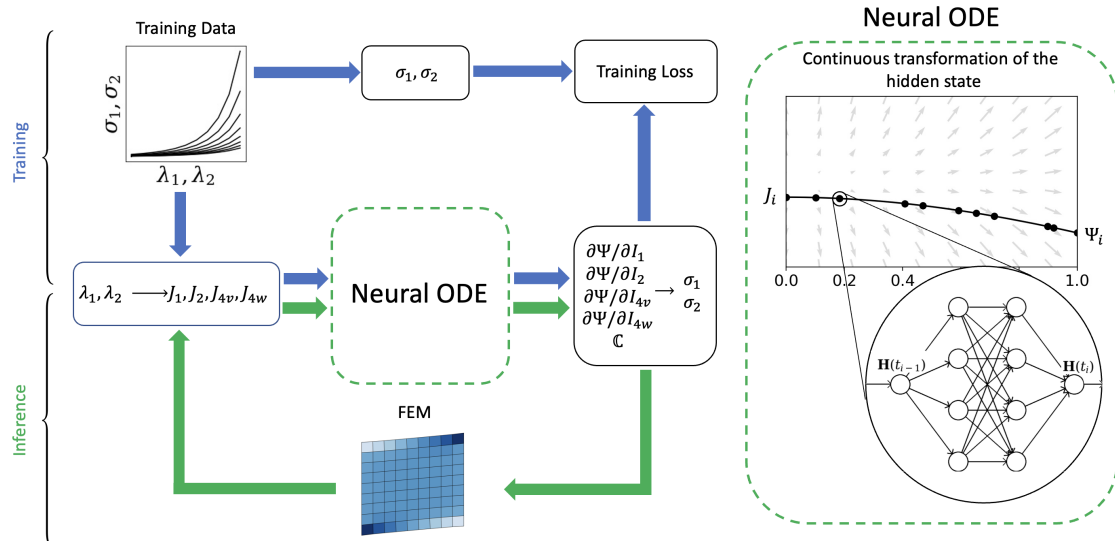 Training
Inference
Training Data
σ₁, σ₂
λ₁, λ₂
σ₁, σ₂
Training Loss
λ₁, λ₂ ⟶ J₁, J₂, J₄ᵥ, J₄w
Neural ODE
∂Ψ/∂I₁
∂Ψ/∂I₂
∂Ψ/∂I₄ᵥ → σ₁
σ₂
∂Ψ/∂I₄w
ℂ
FEM
Neural ODE
Continuous transformation of the
hidden state
Jᵢ
Ψᵢ
0.0 0.2 0.4 1.0
H(tᵢ₋₁) H(tᵢ)